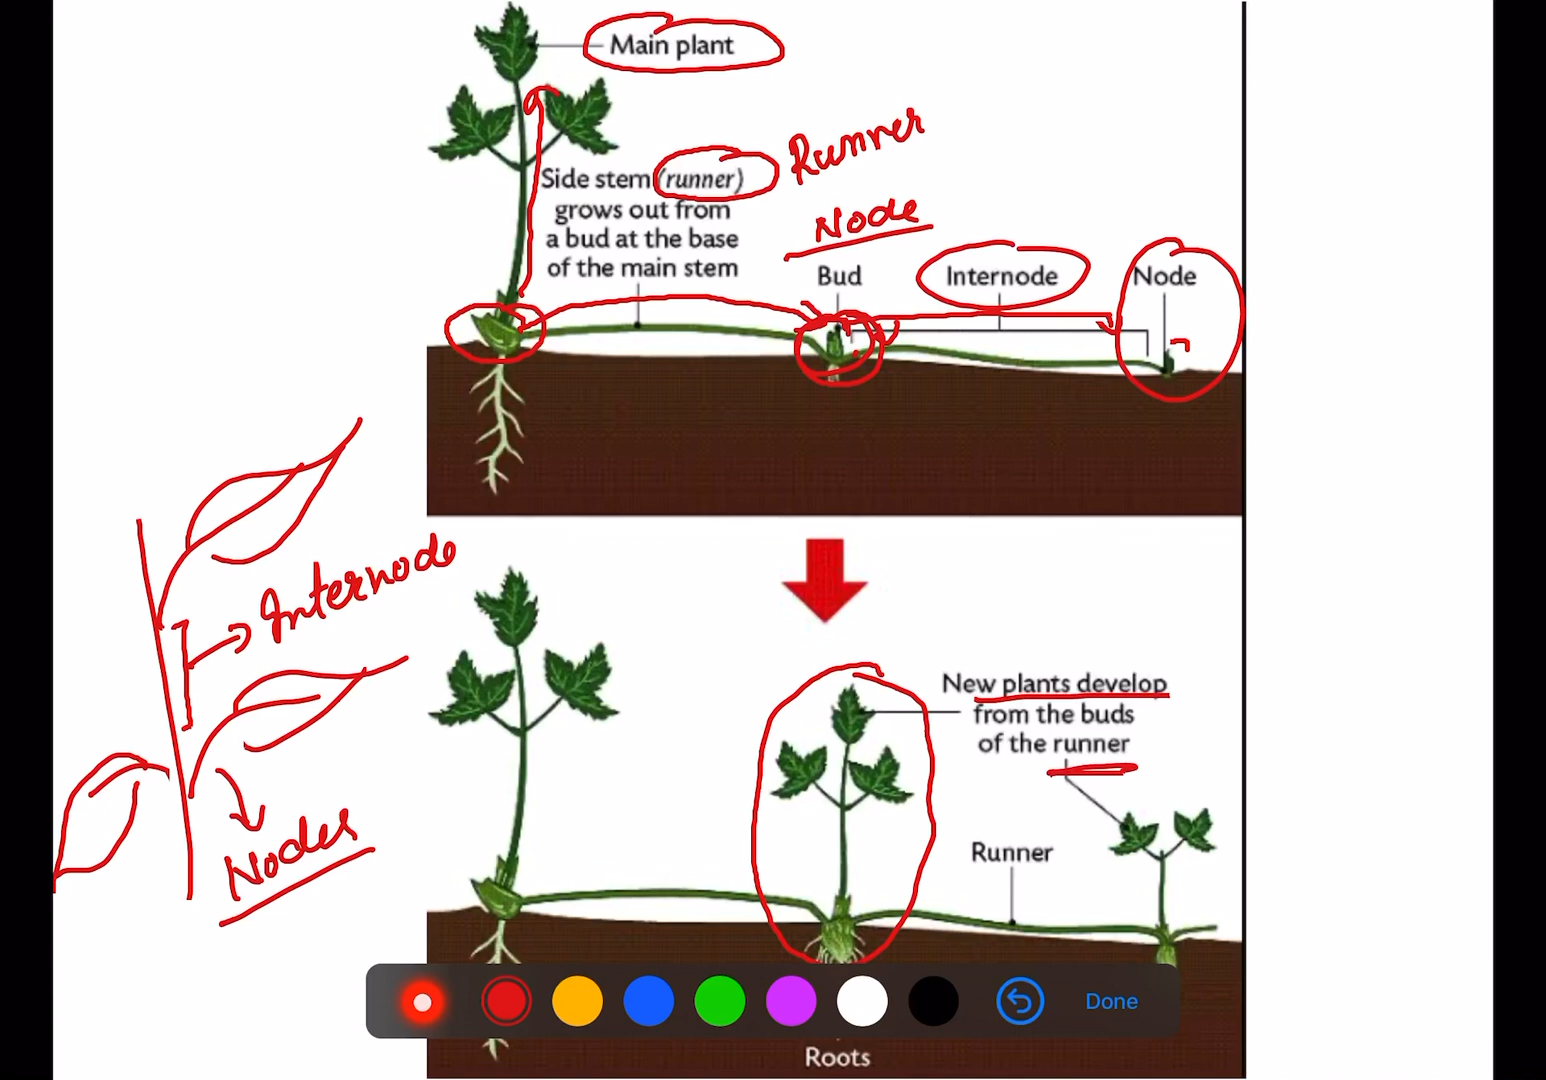 Main plant
Runner
Side stem (runner)
grows out from
a bud at the base
of the main stem
Node
Bud
Internode
Node
Internode
Nodes
New plants develop
from the buds
of the runner
Runner
Done
Roots